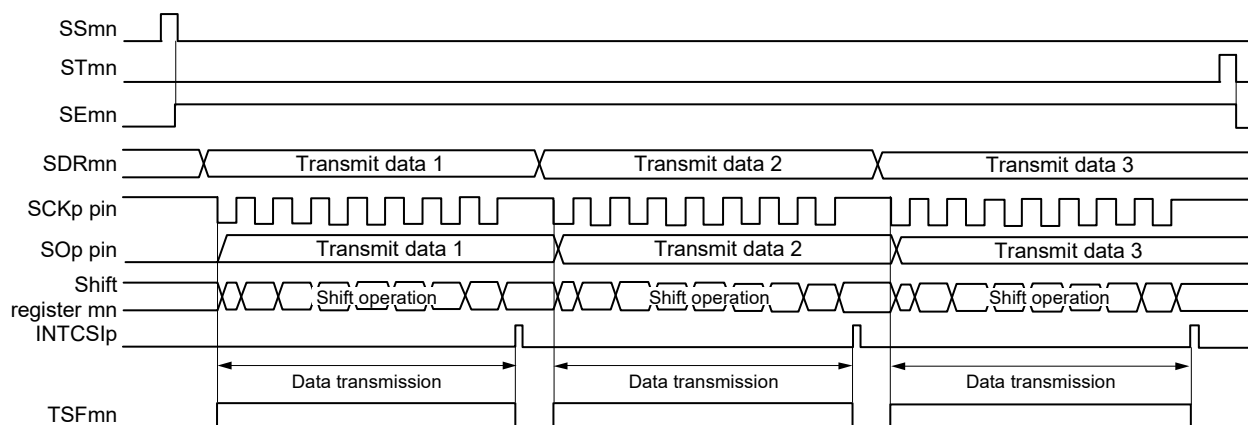 SSmn
STmn
SEmn
SDRmn Transmit data 1 Transmit data 2 Transmit data 3
SCKp pin
SOp pin Transmit data 1 Transmit data 2 Transmit data 3
Shift
register mn Shift operation Shift operation Shift operation
INTCSIp
Data transmission Data transmission Data transmission
TSFmn